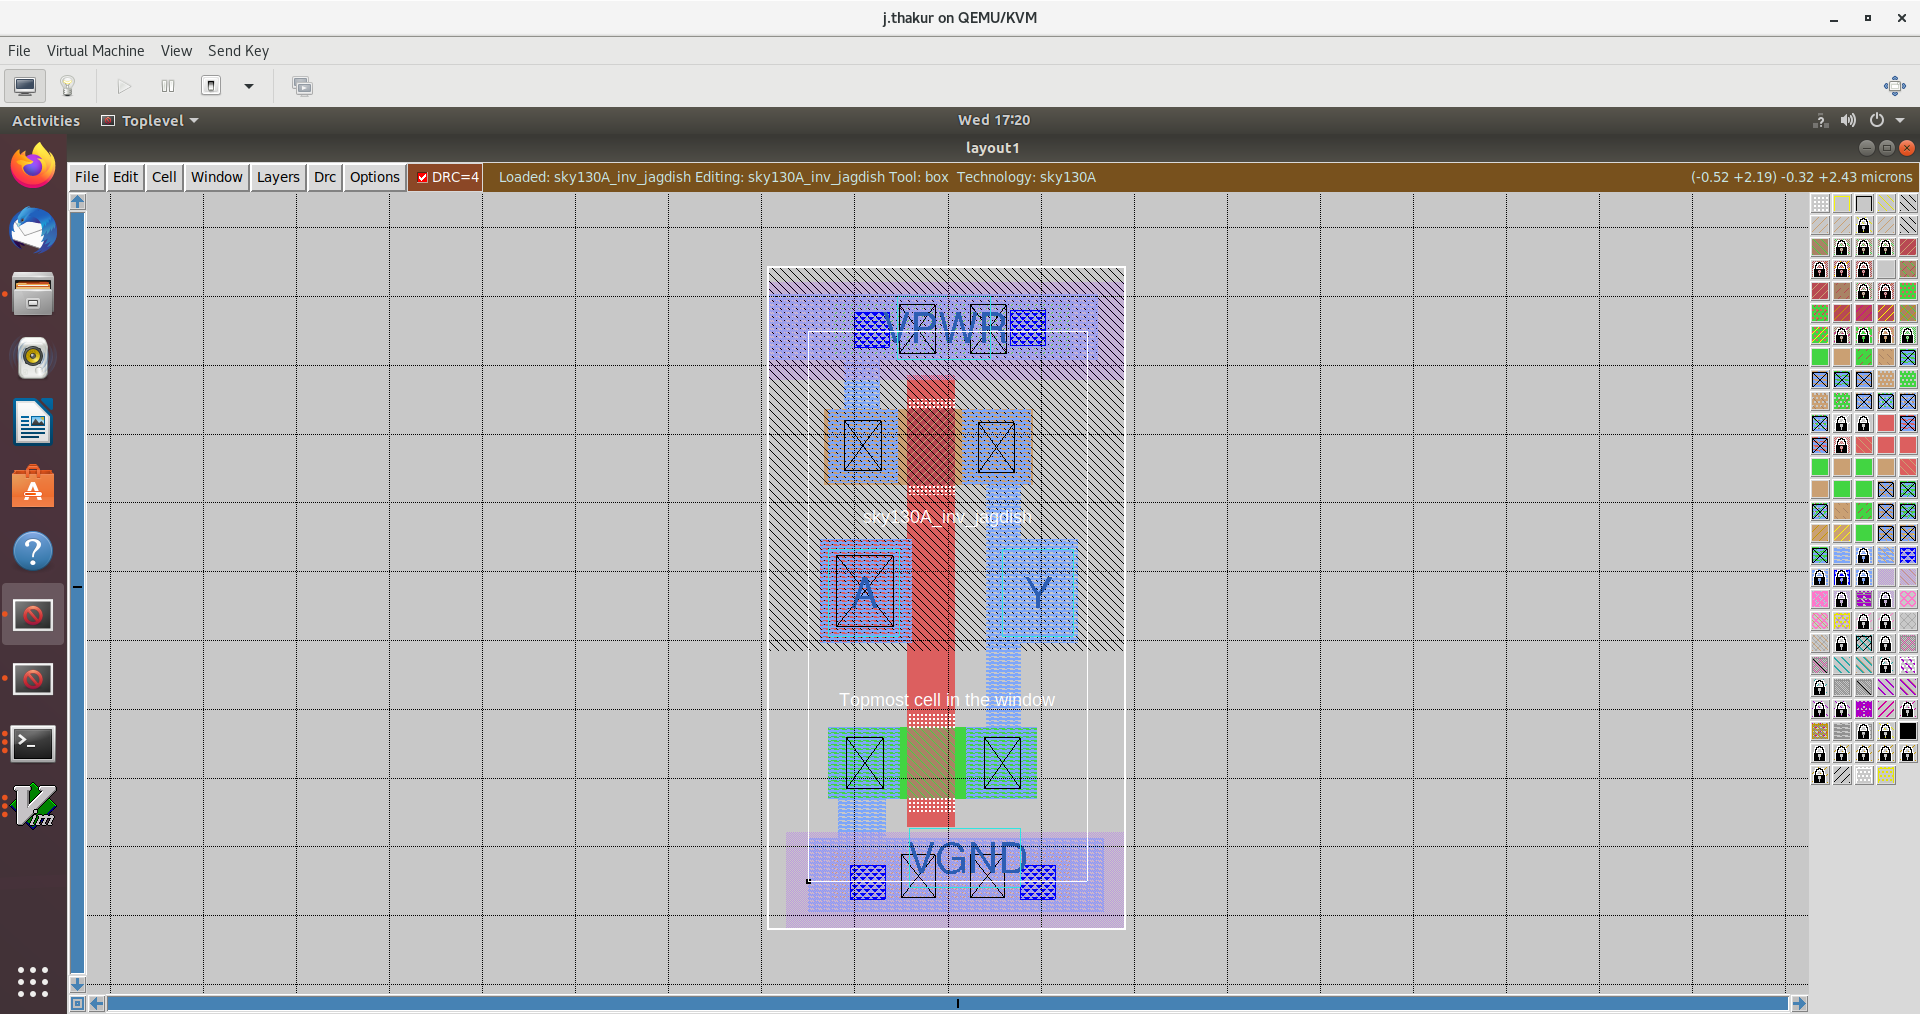 j.thakur on QEMU/KVM
File Virtual Machine View Send Key
Activities Toplevel Wed 17:20
layout1
File Edit Cell Window Layers Drc Options DRC=4 Loaded: sky130A_inv_jagdish Editing: sky130A_inv_jagdish Tool: box Technology: sky130A (-0.52 +2.19) -0.32 +2.43 microns
VPWR
sky130A_inv_jagdish
A Y
Topmost cell in the window
VGND
Vim